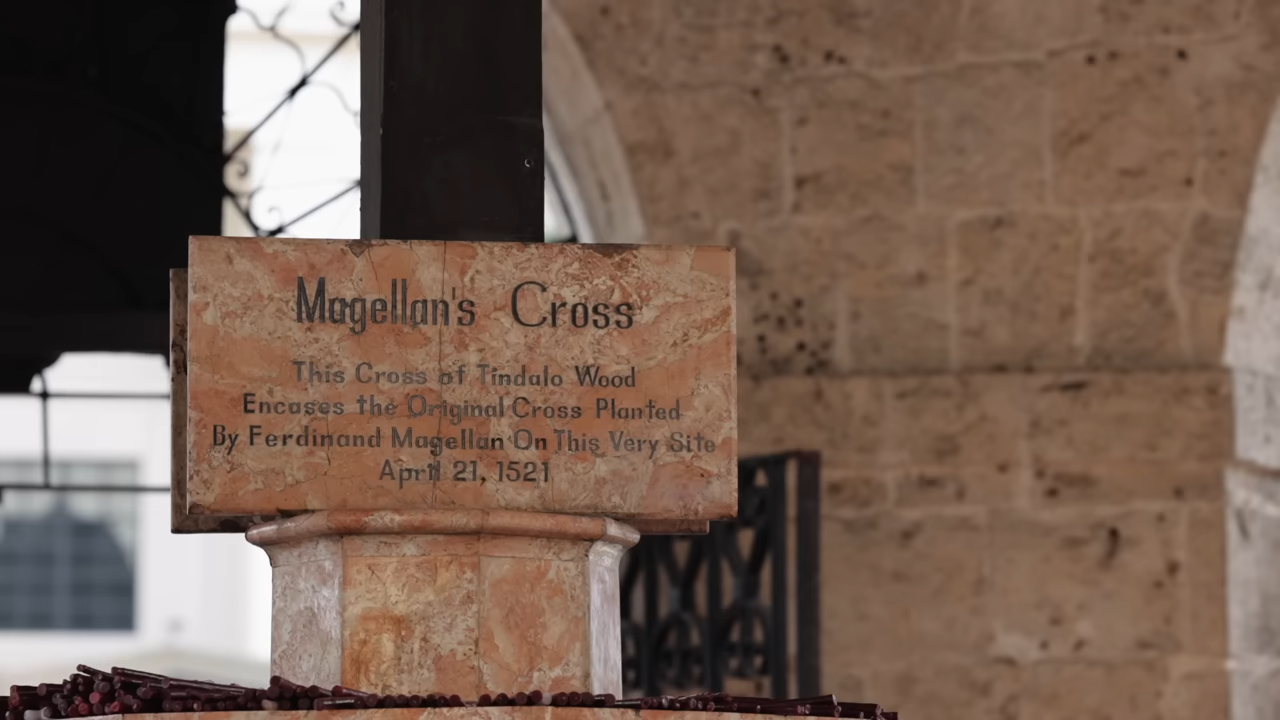 Magellan's Cross
This Cross of Tindalo Wood
Encases the Original Cross Planted
By Ferdinand Magellan On This Very Site
April 21, 1521